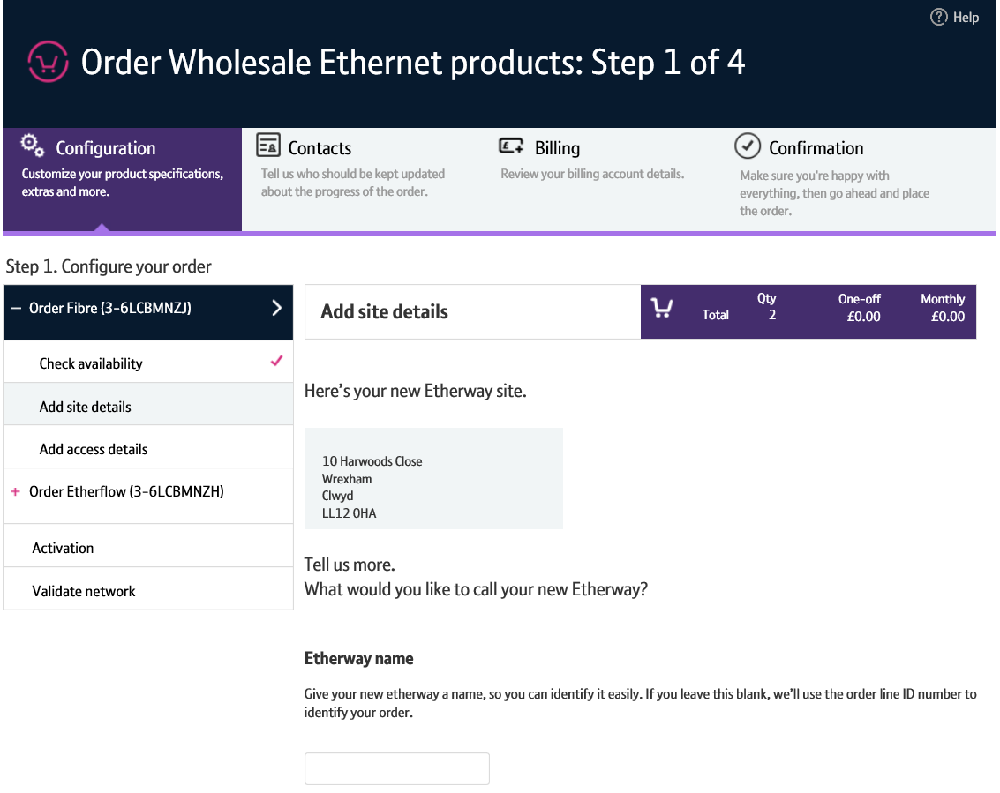 Help
Order Wholesale Ethernet products: Step 1 of 4
Configuration
Customize your product specifications,
extras and more.
Contacts
Tell us who should be kept updated
about the progress of the order.
Billing
Review your billing account details.
Confirmation
Make sure you're happy with
everything, then go ahead and place
the order.
Step 1. Configure your order
– Order Fibre (3-6LCBMNZJ)
Check availability
Add site details
Add access details
+ Order Etherflow (3-6LCBMNZH)
Activation
Validate network
Add site details
Qty One-off Monthly
Total 2 £0.00 £0.00
Here's your new Etherway site.
10 Harwoods Close
Wrexham
Clwyd
LL12 0HA
Tell us more.
What would you like to call your new Etherway?
Etherway name
Give your new etherway a name, so you can identify it easily. If you leave this blank, we'll use the order line ID number to
identify your order.